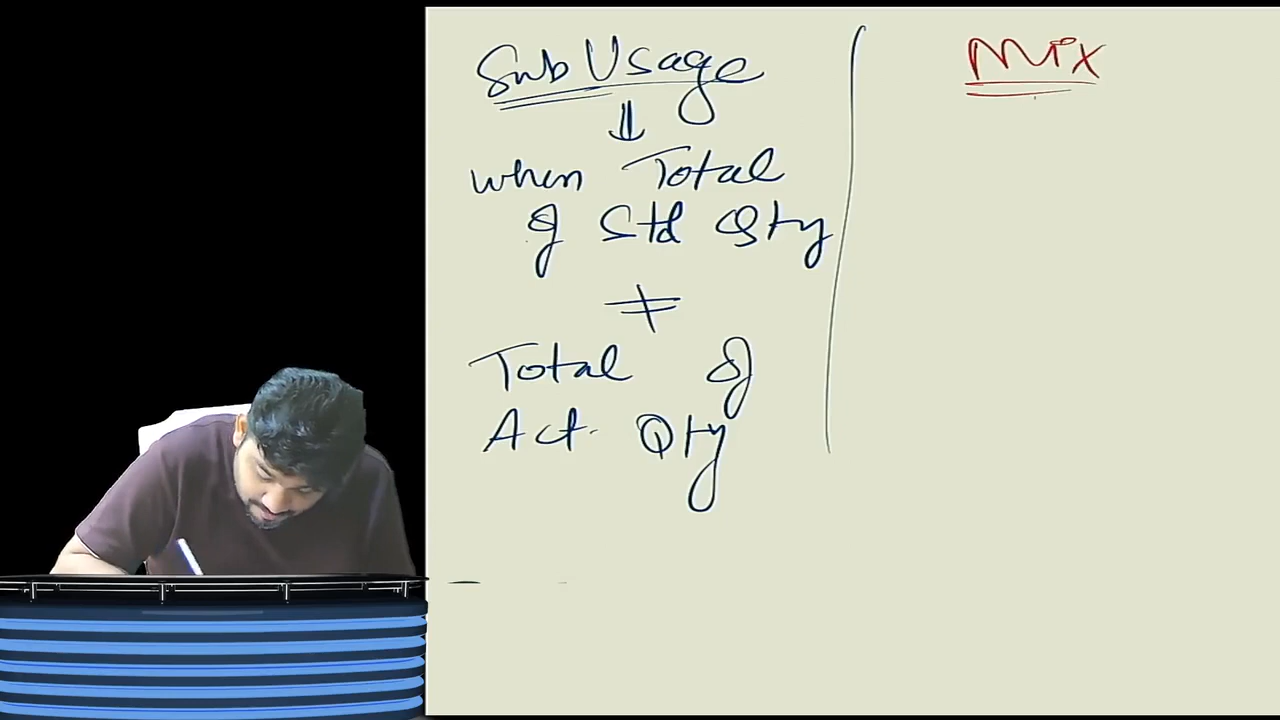 Sub Usage
⇓
when Total
of Std Qty
≠
Total of
Act. Qty
Mix